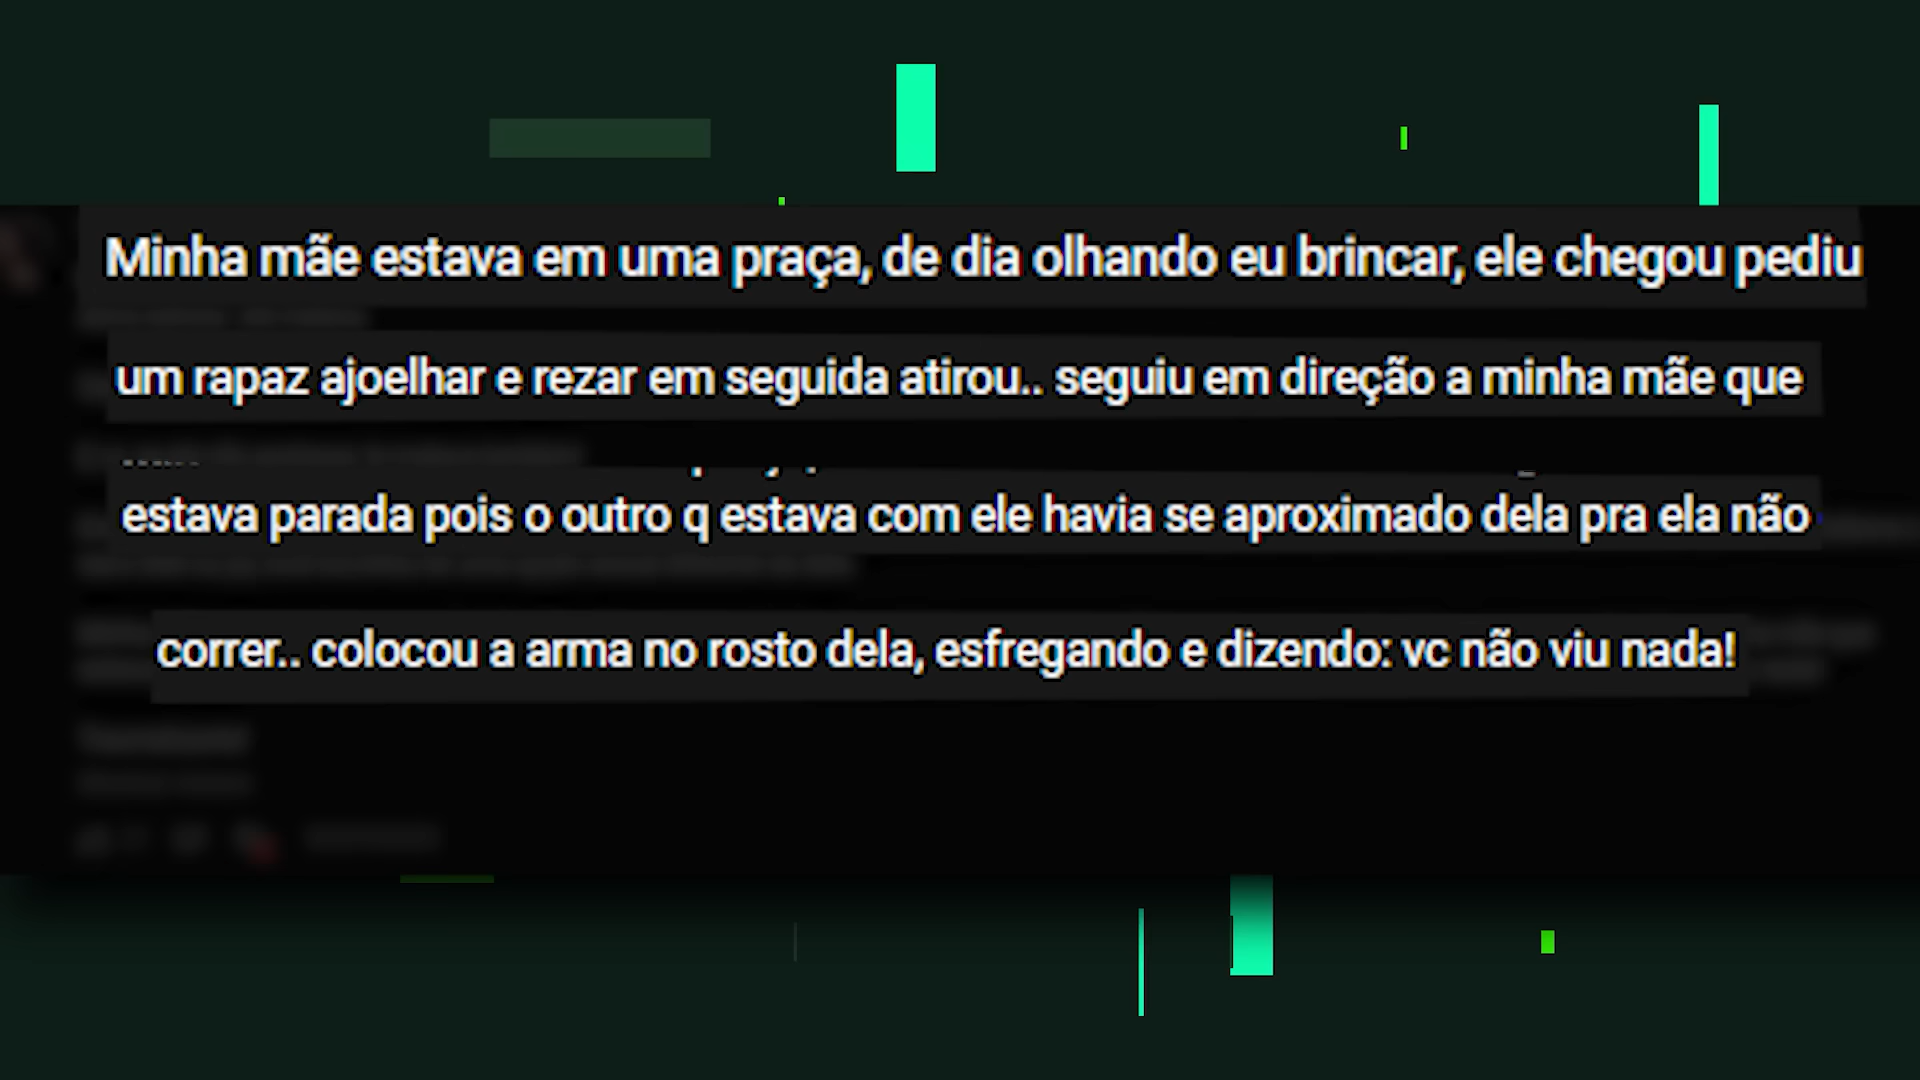 Minha mãe estava em uma praça, de dia olhando eu brincar, ele chegou pediu
um rapaz ajoelhar e rezar em seguida atirou.. seguiu em direção a minha mãe que
estava parada pois o outro q estava com ele havia se aproximado dela pra ela não
correr.. colocou a arma no rosto dela, esfregando e dizendo: vc não viu nada!